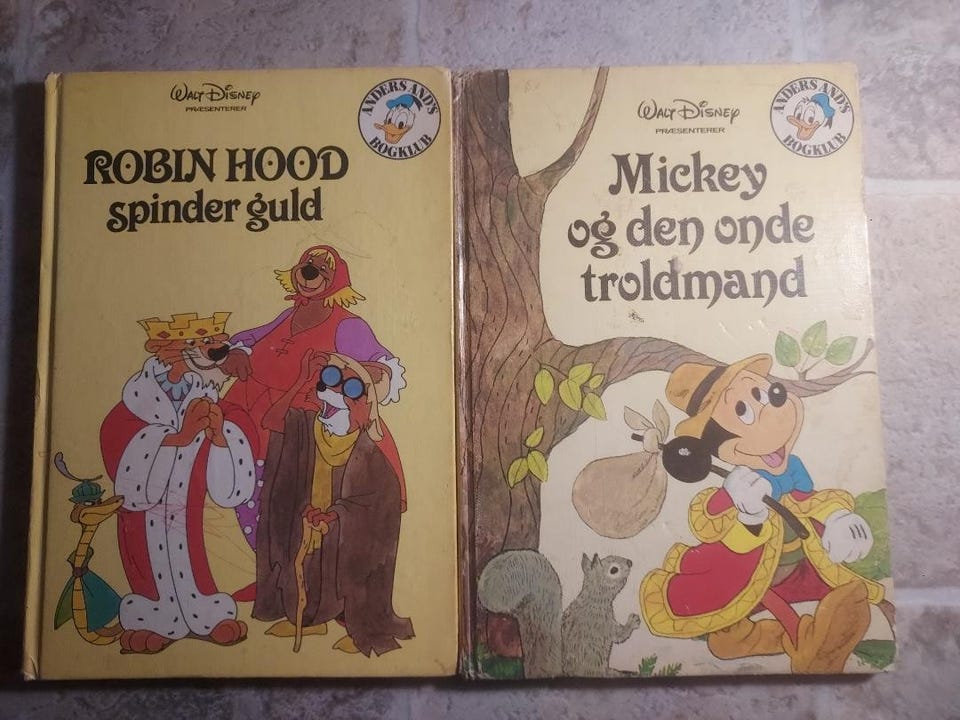 WALT DISNEY
PRÆSENTERER
ANDERS AND'S
BOGKLUB
ROBIN HOOD
spinder guld
WALT DISNEY
PRÆSENTERER
ANDERS AND'S
BOGKLUB
Mickey
og den onde
troldmand